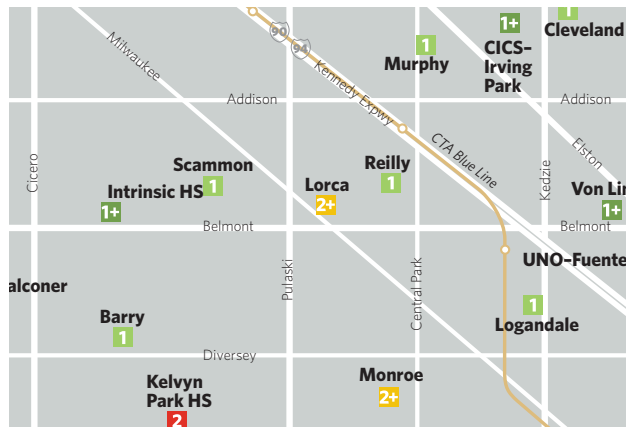 Milwaukee
90
94
Kennedy Expwy
1
Murphy
1+
CICS–
Irving
Park
1
Cleveland
Addison
Addison
CTA Blue Line
Elston
Cicero
Scammon
1
Intrinsic HS
1+
Lorca
2+
Reilly
1
Kedzie
Von Lin
1+
Belmont
Belmont
Pulaski
Central Park
UNO–Fuente
alconer
1
Logandale
Barry
1
Diversey
Kelvyn
Park HS
2
Monroe
2+